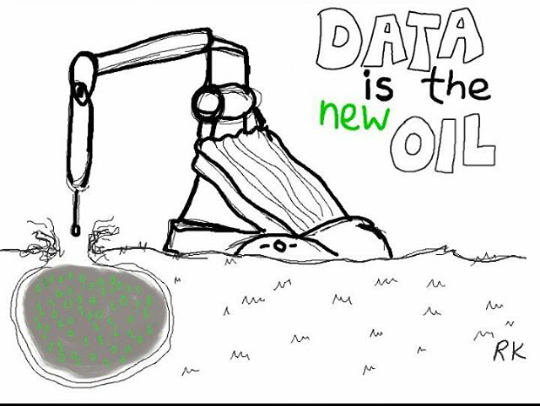 DATA
is the
new OIL
RK